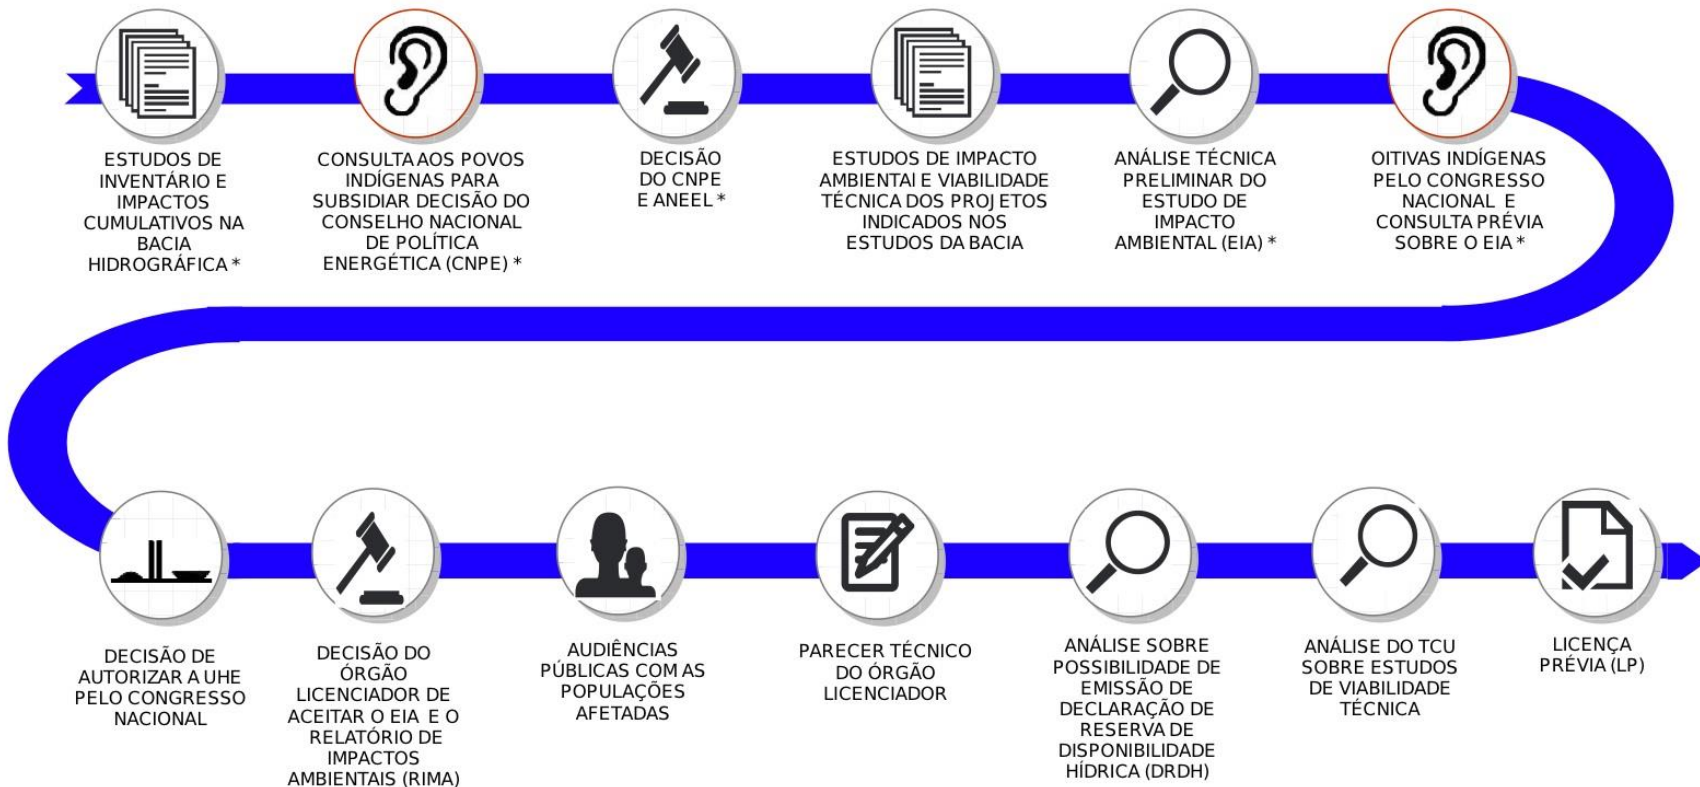 ESTUDOS DE
INVENTÁRIO E
IMPACTOS
CUMULATIVOS NA
BACIA
HIDROGRÁFICA *
CONSULTA AOS POVOS
INDÍGENAS PARA
SUBSIDIAR DECISÃO DO
CONSELHO NACIONAL
DE POLÍTICA
ENERGÉTICA (CNPE) *
DECISÃO
DO CNPE
E ANEEL *
ESTUDOS DE IMPACTO
AMBIENTAl E VIABILIDADE
TÉCNICA DOS PROJETOS
INDICADOS NOS
ESTUDOS DA BACIA
ANÁLISE TÉCNICA
PRELIMINAR DO
ESTUDO DE
IMPACTO
AMBIENTAL (EIA) *
OITIVAS INDÍGENAS
PELO CONGRESSO
NACIONAL E
CONSULTA PRÉVIA
SOBRE O EIA *
DECISÃO DE
AUTORIZAR A UHE
PELO CONGRESSO
NACIONAL
DECISÃO DO
ÓRGÃO
LICENCIADOR DE
ACEITAR O EIA E O
RELATÓRIO DE
IMPACTOS
AMBIENTAIS (RIMA)
AUDIÊNCIAS
PÚBLICAS COM AS
POPULAÇÕES
AFETADAS
PARECER TÉCNICO
DO ÓRGÃO
LICENCIADOR
ANÁLISE SOBRE
POSSIBILIDADE DE
EMISSÃO DE
DECLARAÇÃO DE
RESERVA DE
DISPONIBILIDADE
HÍDRICA (DRDH)
ANÁLISE DO TCU
SOBRE ESTUDOS
DE VIABILIDADE
TÉCNICA
LICENÇA
PRÉVIA (LP)